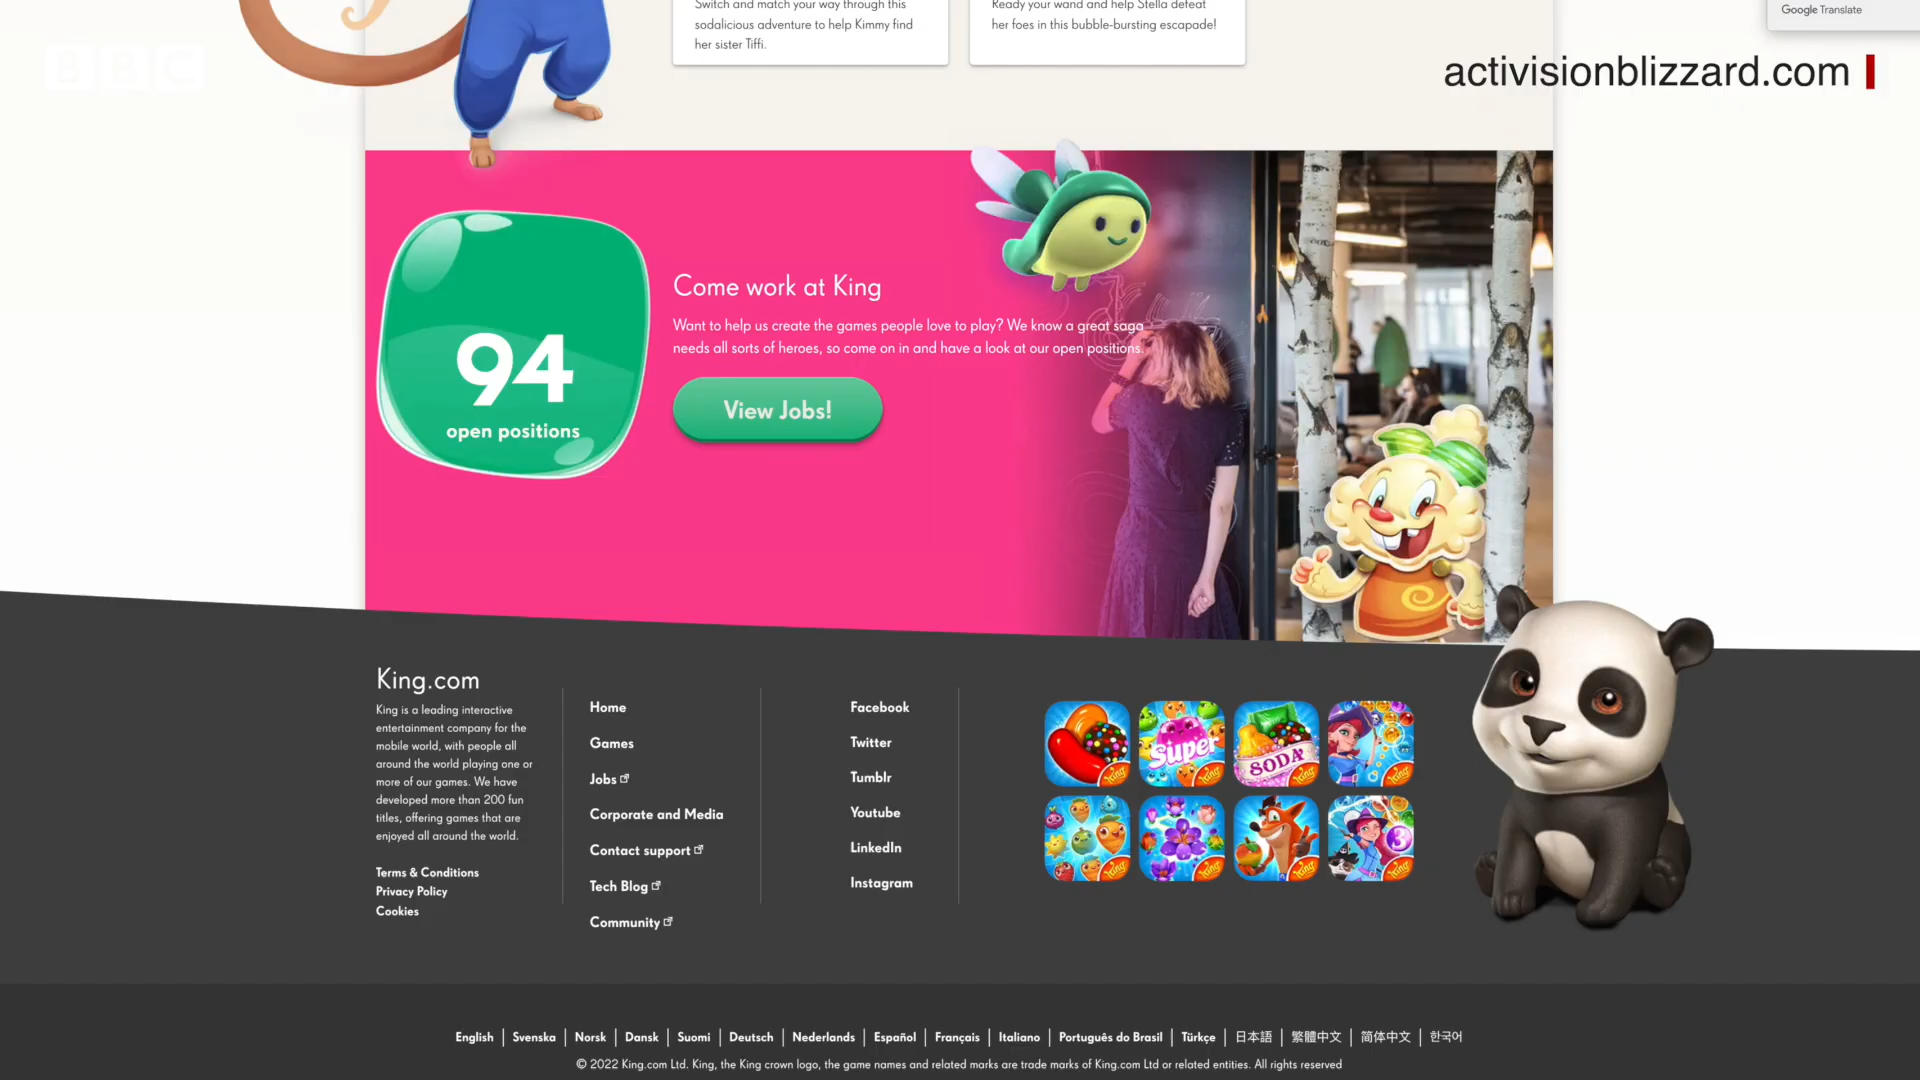 Switch and match your way through this
sodalicious adventure to help Kimmy find
her sister Tiffi.
Ready your wand and help Stella defeat
her foes in this bubble-bursting escapade!
Google Translate
BBC
activisionblizzard.com
94
open positions
Come work at King
Want to help us create the games people love to play? We know a great saga
needs all sorts of heroes, so come on in and have a look at our open positions.
View Jobs!
King.com
King is a leading interactive
entertainment company for the
mobile world, with people all
around the world playing one or
more of our games. We have
developed more than 200 fun
titles, offering games that are
enjoyed all around the world.
Terms & Conditions
Privacy Policy
Cookies
Home
Games
Jobs
Corporate and Media
Contact support
Tech Blog
Community
Facebook
Twitter
Tumblr
Youtube
LinkedIn
Instagram
King
Super
King
SODA
King
King
King
King
King
3
King
English | Svenska | Norsk | Dansk | Suomi | Deutsch | Nederlands | Español | Français | Italiano | Português do Brasil | Türkçe | 日本語 | 繁體中文 | 简体中文 | 한국어
© 2022 King.com Ltd. King, the King crown logo, the game names and related marks are trade marks of King.com Ltd or related entities. All rights reserved